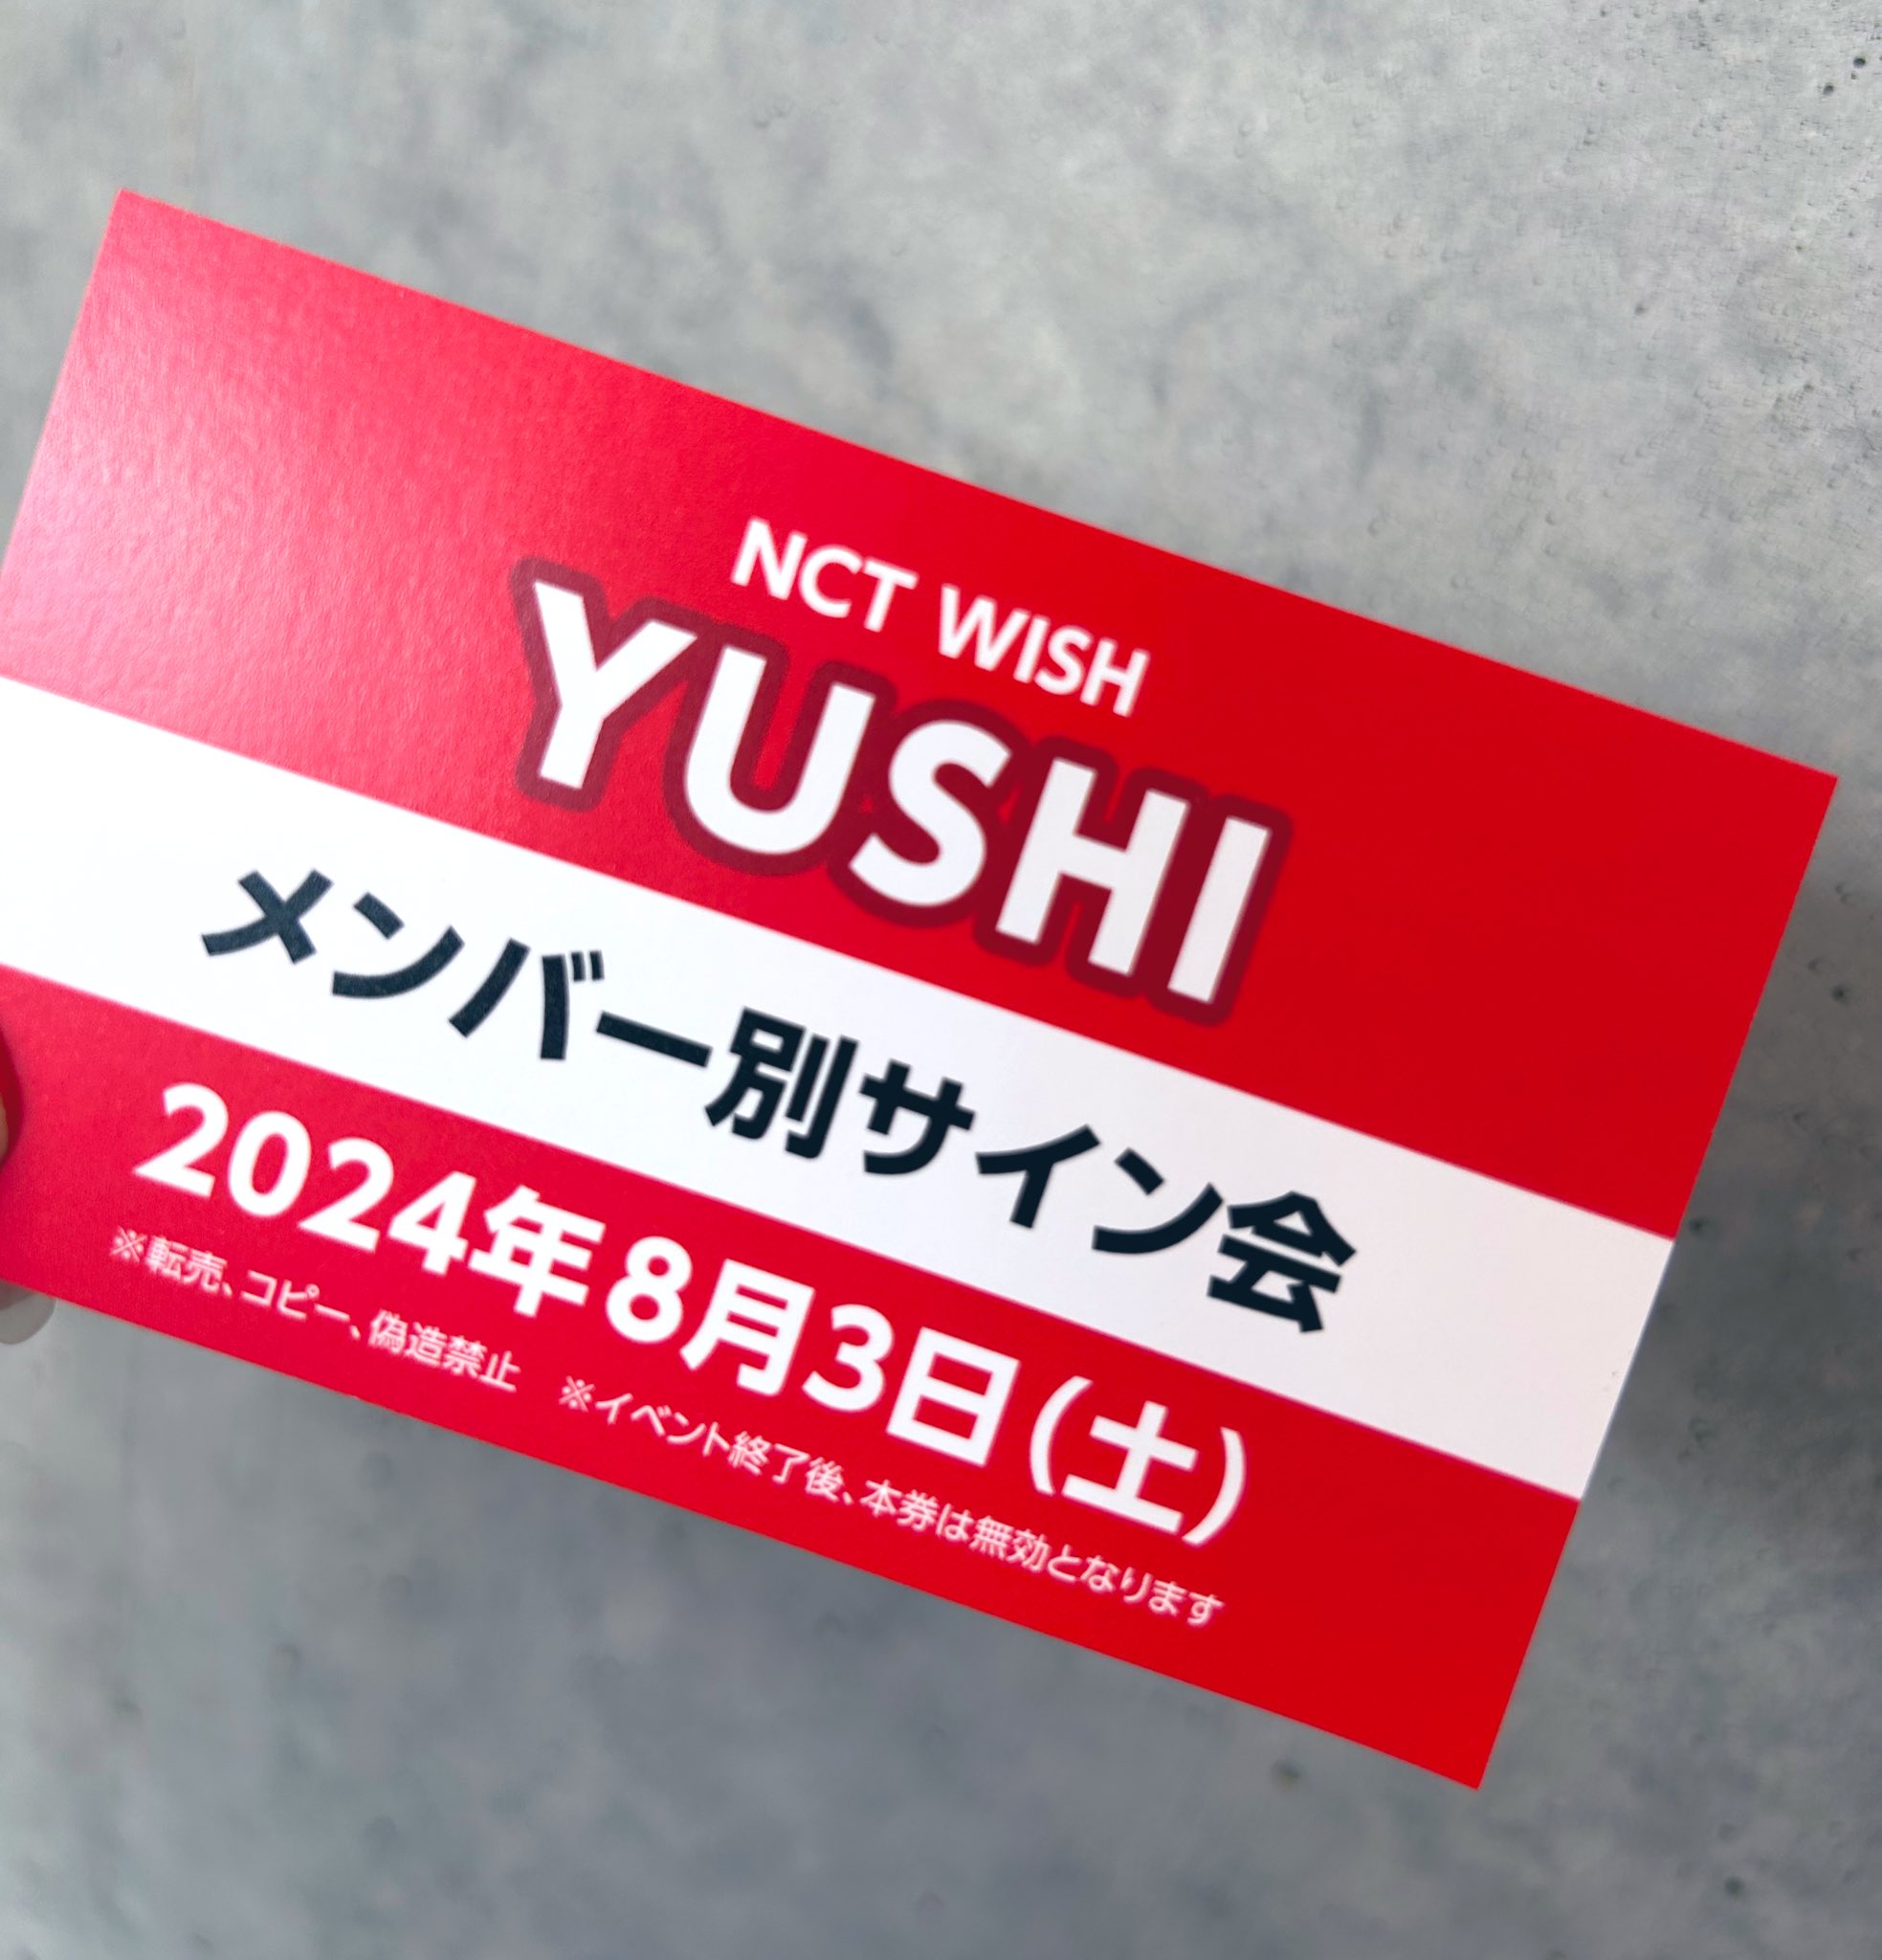 NCT WISH
YUSHI
メンバー別サイン会
2024年8月3日(土)
※転売、コピー、偽造禁止　※イベント終了後、本券は無効となります